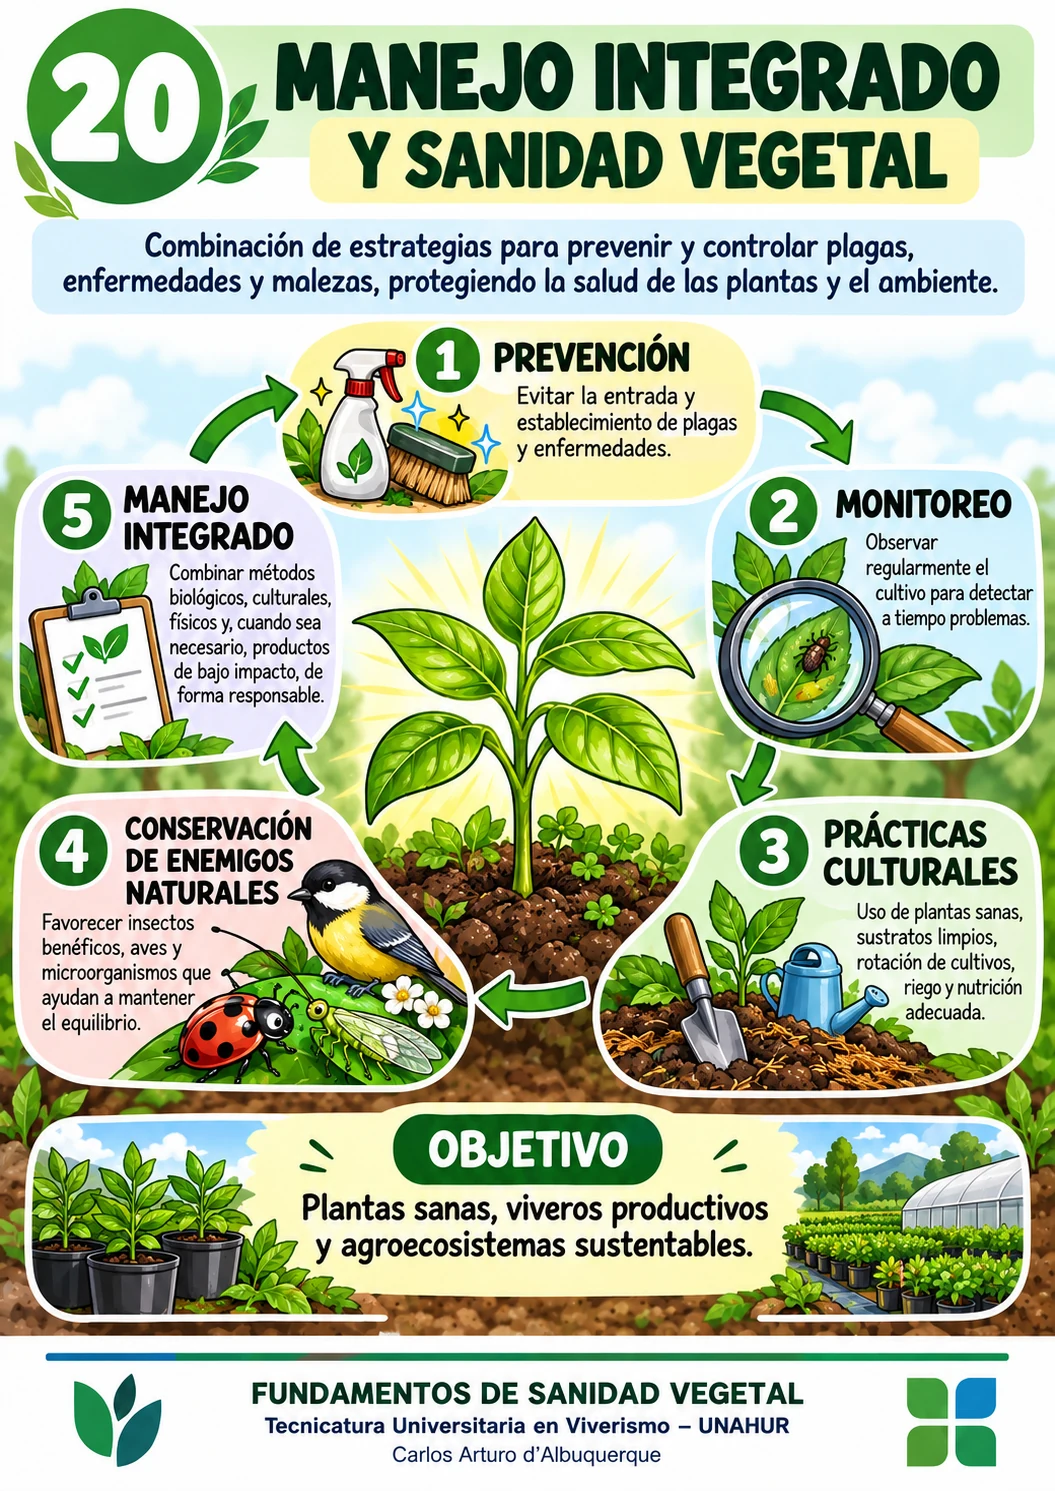 20
MANEJO INTEGRADO
Y SANIDAD VEGETAL
Combinación de estrategias para prevenir y controlar plagas,
enfermedades y malezas, protegiendo la salud de las plantas y el ambiente.
1 PREVENCIÓN
Evitar la entrada y
establecimiento de plagas
y enfermedades.
2 MONITOREO
Observar
regularmente el
cultivo para detectar
a tiempo problemas.
3 PRÁCTICAS
CULTURALES
Uso de plantas sanas,
sustratos limpios,
rotación de cultivos,
riego y nutrición
adecuada.
4 CONSERVACIÓN
DE ENEMIGOS
NATURALES
Favorecer insectos
benéficos, aves y
microorganismos que
ayudan a mantener
el equilibrio.
5 MANEJO
INTEGRADO
Combinar métodos
biológicos, culturales,
físicos y, cuando sea
necesario, productos
de bajo impacto, de
forma responsable.
OBJETIVO
Plantas sanas, viveros productivos
y agroecosistemas sustentables.
FUNDAMENTOS DE SANIDAD VEGETAL
Tecnicatura Universitaria en Viverismo – UNAHUR
Carlos Arturo d'Albuquerque